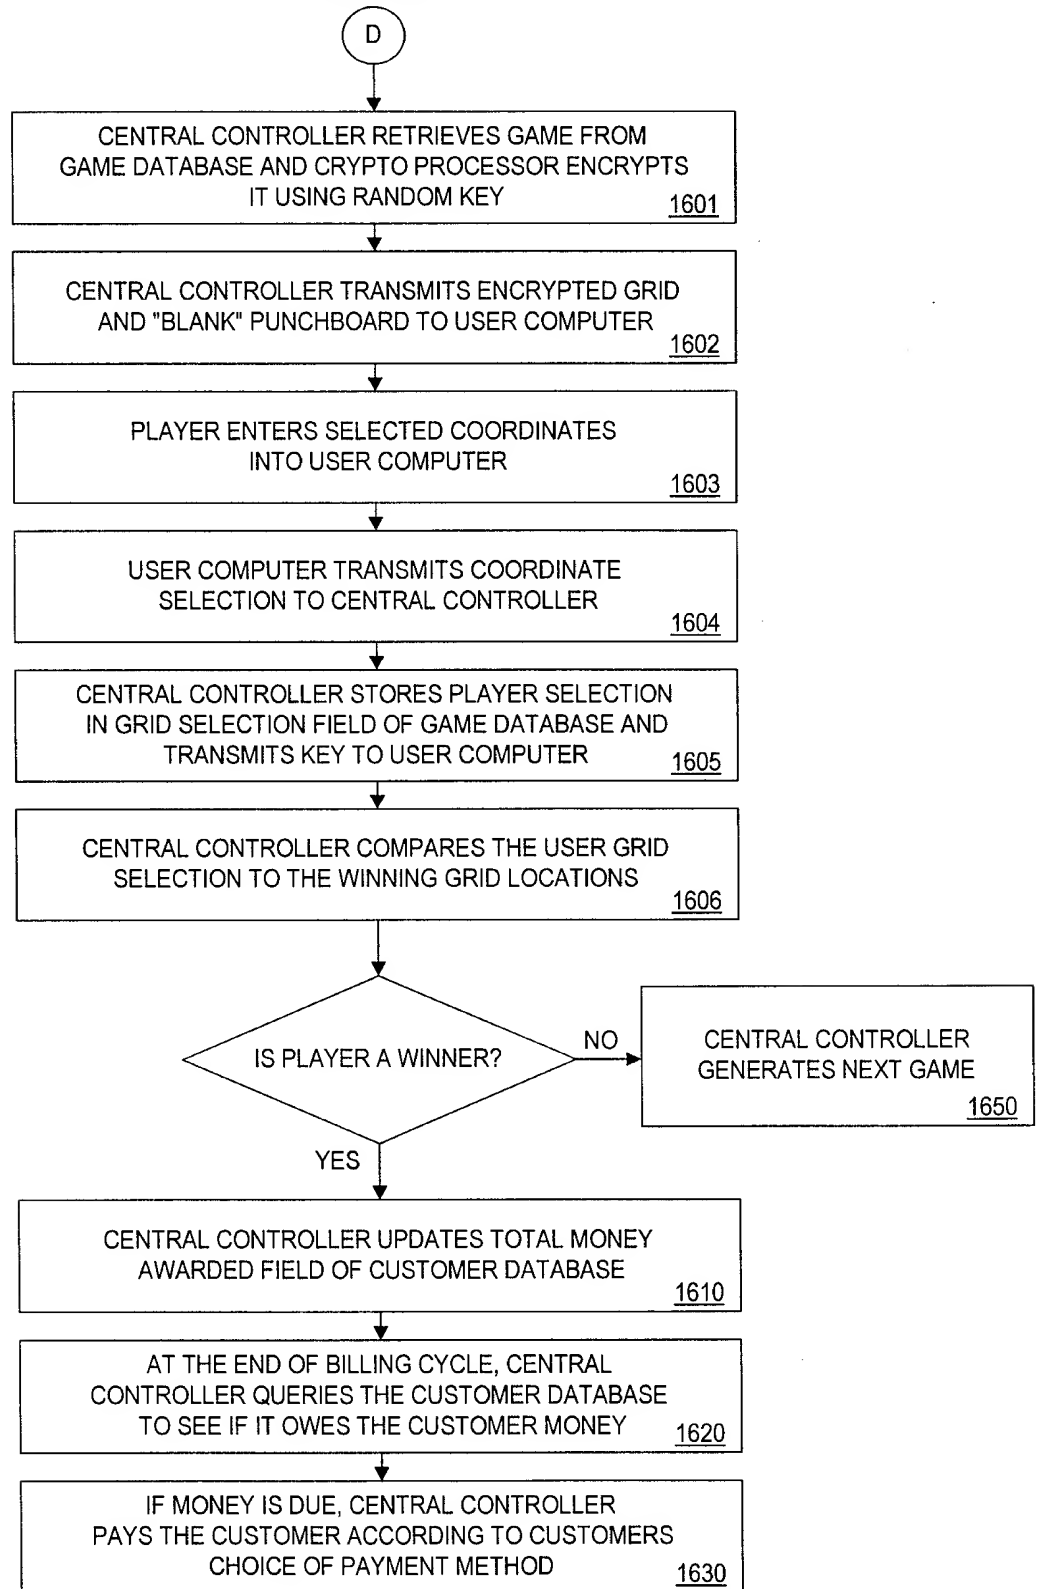 D
CENTRAL CONTROLLER RETRIEVES GAME FROM
GAME DATABASE AND CRYPTO PROCESSOR ENCRYPTS
IT USING RANDOM KEY
1601
CENTRAL CONTROLLER TRANSMITS ENCRYPTED GRID
AND "BLANK" PUNCHBOARD TO USER COMPUTER
1602
PLAYER ENTERS SELECTED COORDINATES
INTO USER COMPUTER
1603
USER COMPUTER TRANSMITS COORDINATE
SELECTION TO CENTRAL CONTROLLER
1604
CENTRAL CONTROLLER STORES PLAYER SELECTION
IN GRID SELECTION FIELD OF GAME DATABASE AND
TRANSMITS KEY TO USER COMPUTER
1605
CENTRAL CONTROLLER COMPARES THE USER GRID
SELECTION TO THE WINNING GRID LOCATIONS
1606
IS PLAYER A WINNER?
NO
CENTRAL CONTROLLER
GENERATES NEXT GAME
1650
YES
CENTRAL CONTROLLER UPDATES TOTAL MONEY
AWARDED FIELD OF CUSTOMER DATABASE
1610
AT THE END OF BILLING CYCLE, CENTRAL
CONTROLLER QUERIES THE CUSTOMER DATABASE
TO SEE IF IT OWES THE CUSTOMER MONEY
1620
IF MONEY IS DUE, CENTRAL CONTROLLER
PAYS THE CUSTOMER ACCORDING TO CUSTOMERS
CHOICE OF PAYMENT METHOD
1630